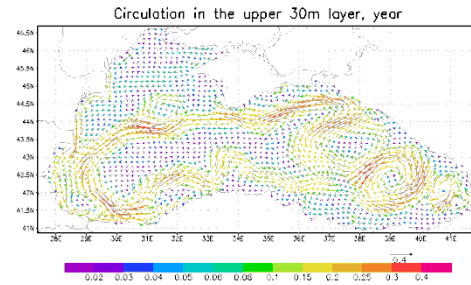 Circulation in the upper 30m layer, year
46.5N
46N
45.5N
45N
44.5N
44N
43.5N
43N
42.5N
42N
41.5N
41N
28E 29E 30E 31E 32E 33E 34E 35E 36E 37E 38E 39E 40E 41E
0.4
0.02 0.03 0.04 0.05 0.06 0.08 0.1 0.15 0.2 0.25 0.3 0.4